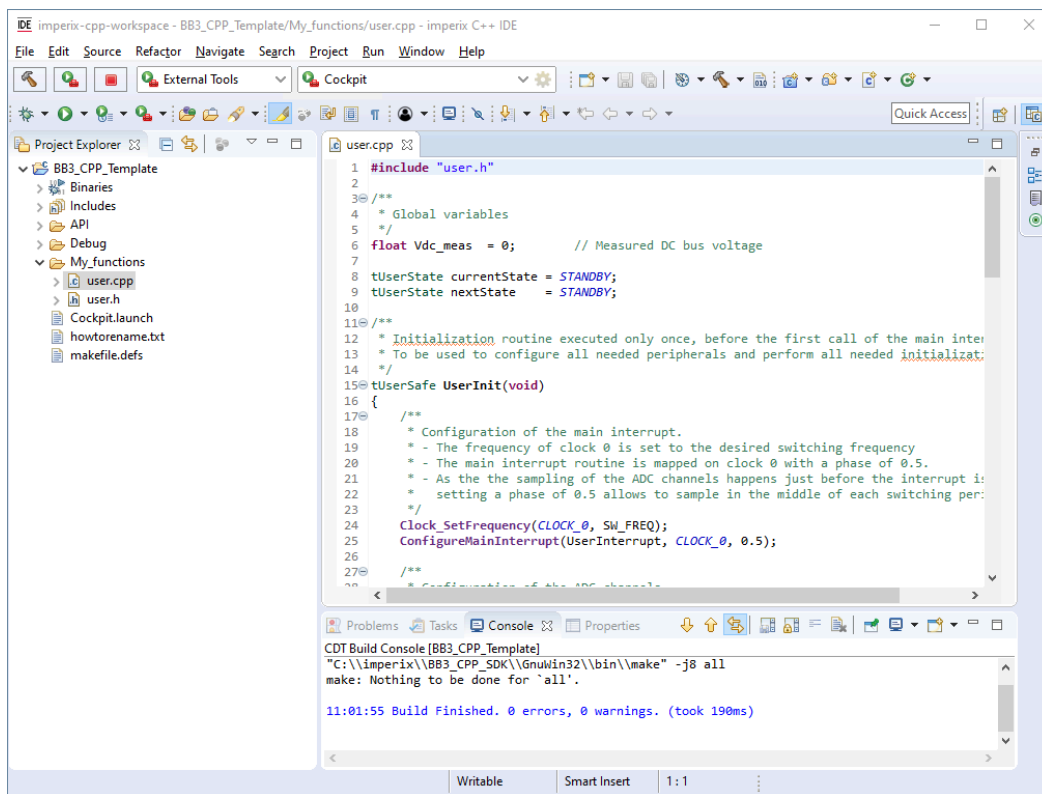 IDE imperix-cpp-workspace - BB3_CPP_Template/My_functions/user.cpp - imperix C++ IDE
File Edit Source Refactor Navigate Search Project Run Window Help
External Tools Cockpit
Quick Access
Project Explorer
BB3_CPP_Template
Binaries
Includes
API
Debug
My_functions
user.cpp
user.h
Cockpit.launch
howtorename.txt
makefile.defs
user.cpp
1 #include "user.h"
2
3 /**
4  * Global variables
5  */
6 float Vdc_meas  = 0;       // Measured DC bus voltage
7
8 tUserState currentState = STANDBY;
9 tUserState nextState    = STANDBY;
10
11 /**
12  * Initialization routine executed only once, before the first call of the main
13  * To be used to configure all needed peripherals and perform all needed
14  */
15 tUserSafe UserInit(void)
16 {
17     /**
18      * Configuration of the main interrupt.
19      * - The frequency of clock 0 is set to the desired switching frequency
20      * - The main interrupt routine is mapped on clock 0 with a phase of 0.5.
21      * - As the the sampling of the ADC channels happens just before the interrupt
22      *   setting a phase of 0.5 allows to sample in the middle of each switching
23      */
24     Clock_SetFrequency(CLOCK_0, SW_FREQ);
25     ConfigureMainInterrupt(UserInterrupt, CLOCK_0, 0.5);
26
27     /**
Problems Tasks Console Properties
CDT Build Console [BB3_CPP_Template]
"C:\\imperix\\BB3_CPP_SDK\\GnuWin32\\bin\\make" -j8 all
make: Nothing to be done for `all'.
11:01:55 Build Finished. 0 errors, 0 warnings. (took 190ms)
Writable Smart Insert 1 : 1